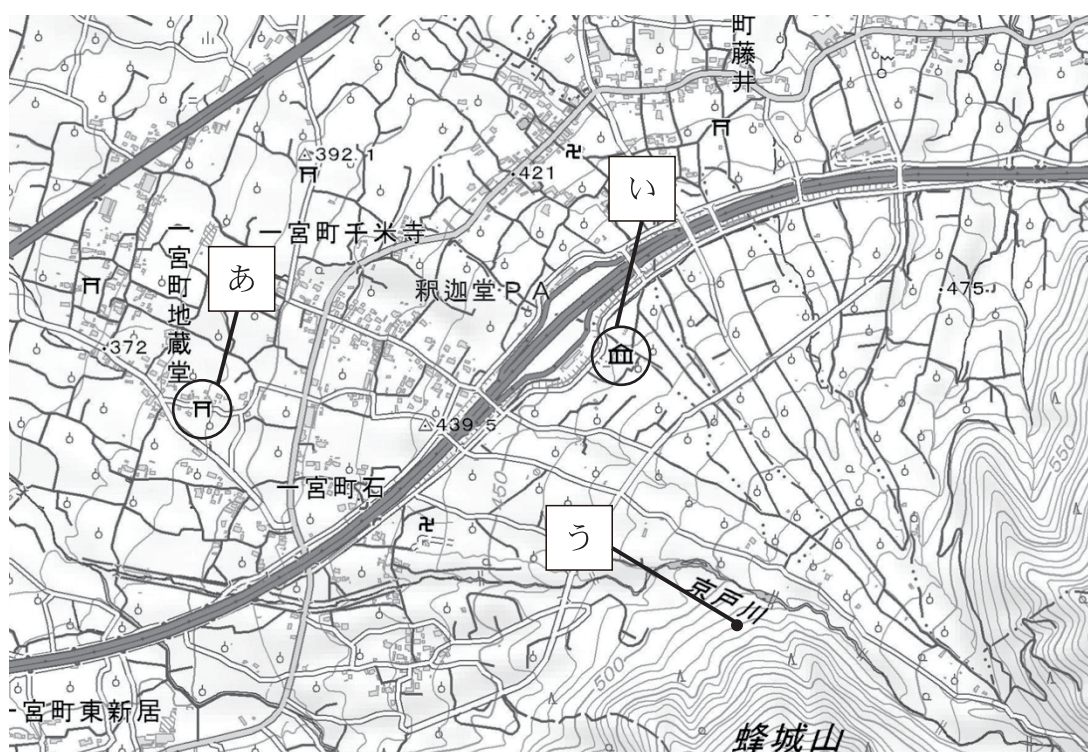 町藤井
392.1
421
い
一宮町千米寺
一宮町地蔵堂
あ
釈迦堂PA
475
372
439.5
一宮町石
450
550
う
京戸川
500
一宮町東新居
蜂城山